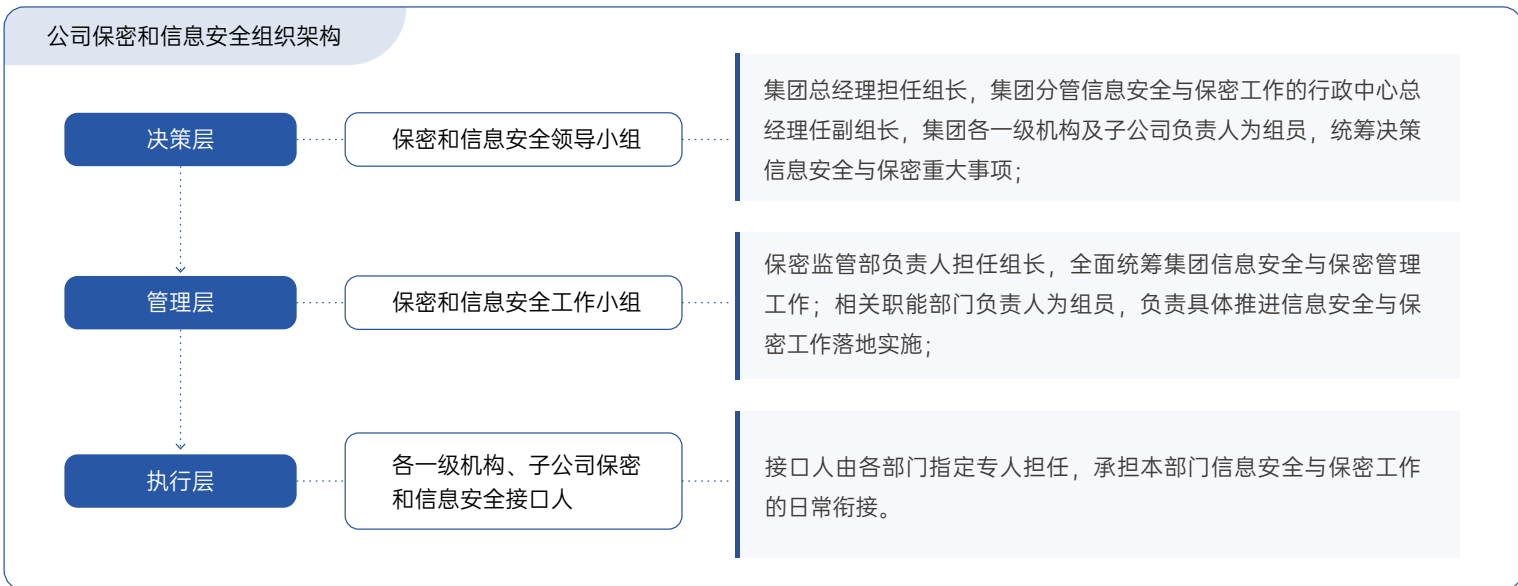 公司保密和信息安全组织架构
决策层
保密和信息安全领导小组
集团总经理担任组长，集团分管信息安全与保密工作的行政中心总
经理任副组长，集团各一级机构及子公司负责人为组员，统筹决策
信息安全与保密重大事项；
管理层
保密和信息安全工作小组
保密监管部负责人担任组长，全面统筹集团信息安全与保密管理
工作；相关职能部门负责人为组员，负责具体推进信息安全与保
密工作落地实施；
执行层
各一级机构、子公司保密
和信息安全接口人
接口人由各部门指定专人担任，承担本部门信息安全与保密工作
的日常衔接。